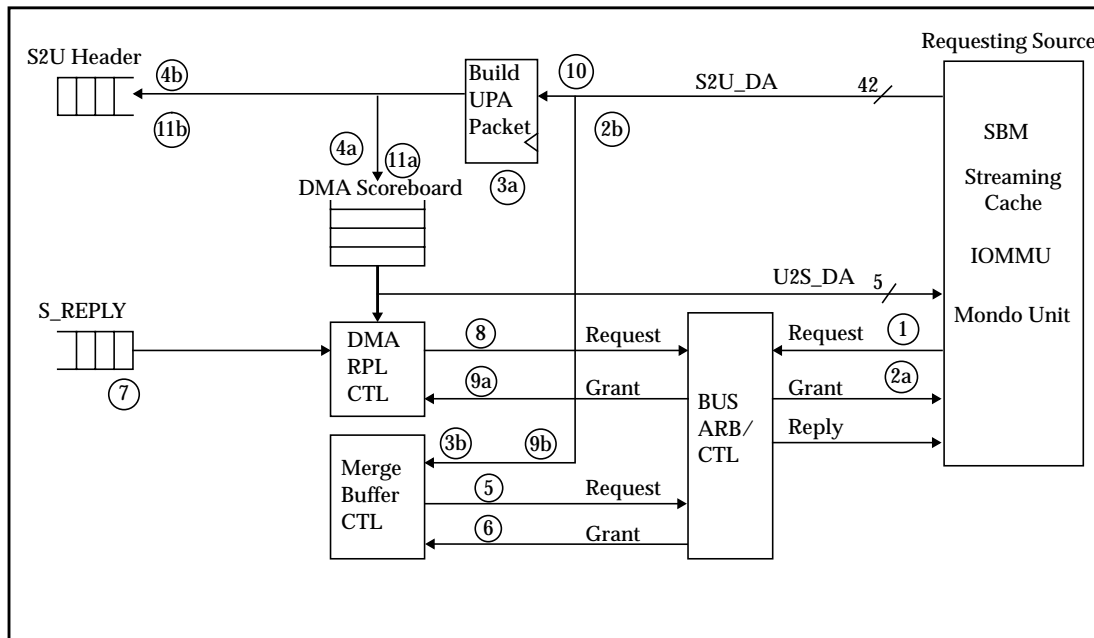 S2U Header
4b
11b
Build
UPA
Packet
3a
10
2b
S2U_DA
42
Requesting Source
SBM
Streaming
Cache
IOMMU
Mondo Unit
4a
11a
DMA Scoreboard
U2S_DA
5
S_REPLY
7
DMA
RPL
CTL
8
Request
9a
Grant
BUS
ARB/
CTL
Request
1
Grant
2a
Reply
Merge
Buffer
CTL
3b
9b
5
Request
6
Grant